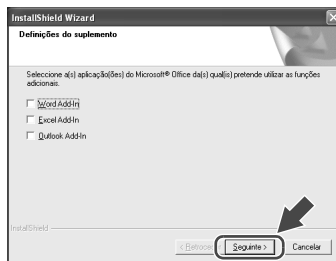 InstallShield Wizard
Definições do suplemento
Seleccione a(s) aplicação(ões) do Microsoft® Office da(s) qual(is) pretende utilizar as funções
adicionais.
Word Add-In
Excel Add-In
Outlook Add-In
InstallShield
< Retroceder
Seguinte >
Cancelar